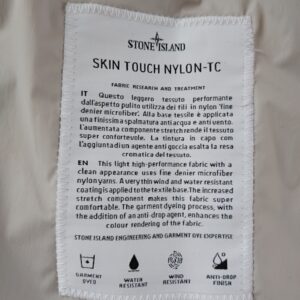 STONE ISLAND
SKIN TOUCH NYLON-TC
FABRIC RESEARCH AND TREATMENT
IT Questo leggero tessuto performante
dall'aspetto pulito utilizza dei fili in nylon 'fine
denier microfiber'. Alla base tessile è applicata
una finissima spalmatura anti acqua e anti vento.
L'aumentata componente stretch rende il tessuto
super confortevole. La tintura in capo con
l'aggiunta di un agente anti goccia esalta la resa
cromatica del tessuto.
EN This light high-performance fabric with a
clean appearance uses fine denier microfiber
nylon yarns. A very thin wind and water resistant
coating is applied to the textile base. The increased
stretch component makes this fabric super
comfortable. The garment dyeing process, with
the addition of an anti-drop agent, enhances the
colour rendering of the fabric.
STONE ISLAND ENGINEERING AND GARMENT DYE EXPERTISE
GARMENT DYED
WATER RESISTANT
WIND RESISTANT
ANTI-DROP FINISH